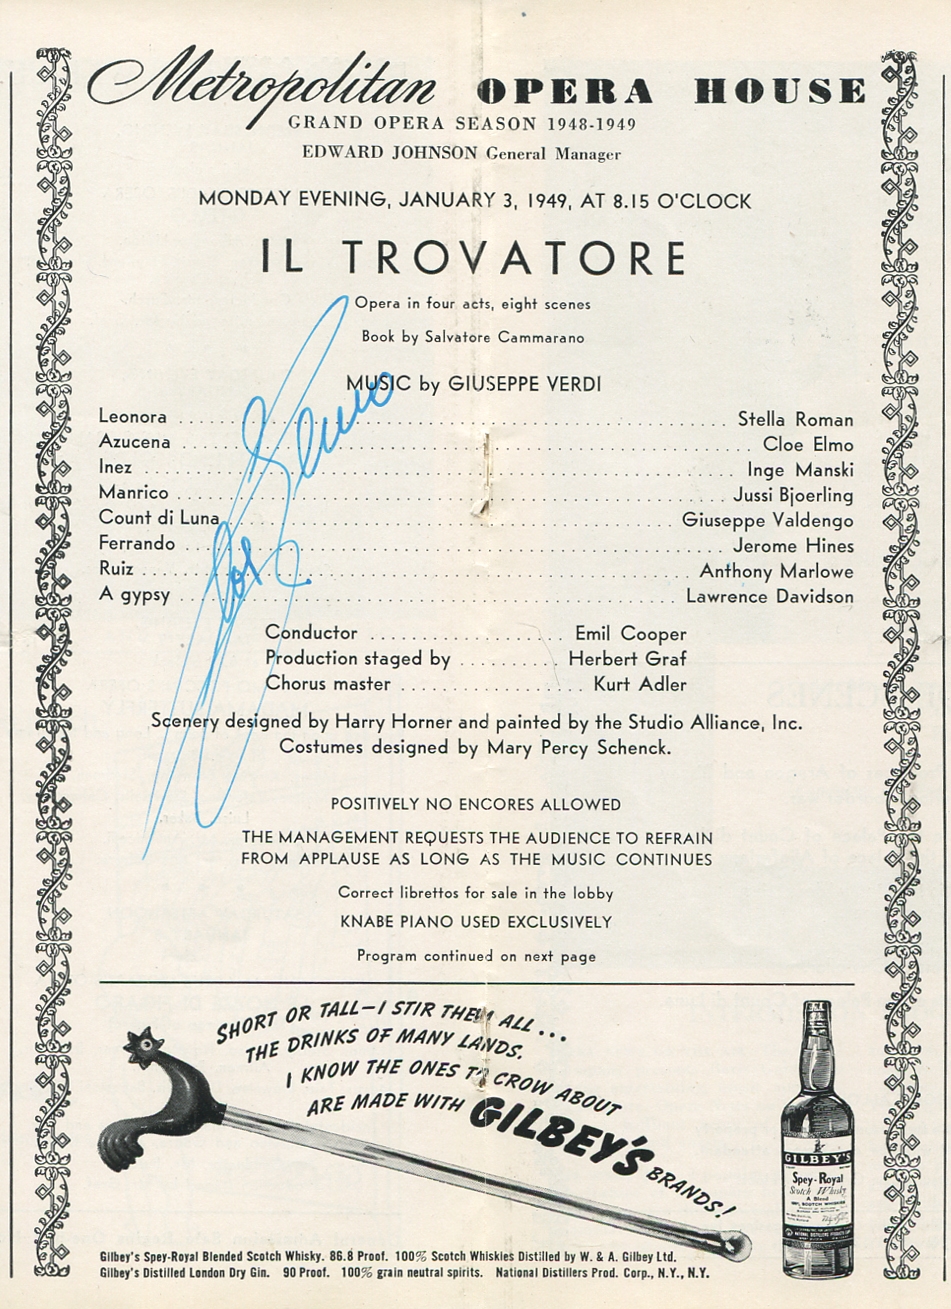 Metropolitan OPERA HOUSE
GRAND OPERA SEASON 1948-1949
EDWARD JOHNSON General Manager
MONDAY EVENING, JANUARY 3, 1949, AT 8.15 O'CLOCK
IL TROVATORE
Opera in four acts, eight scenes
Book by Salvatore Cammarano
MUSIC by GIUSEPPE VERDI
Leonora Stella Roman
Azucena Cloe Elmo
Inez Inge Manski
Manrico Jussi Bjoerling
Count di Luna Giuseppe Valdengo
Ferrando Jerome Hines
Ruiz Anthony Marlowe
A gypsy Lawrence Davidson
Cloe Elmo
Conductor Emil Cooper
Production staged by Herbert Graf
Chorus master Kurt Adler
Scenery designed by Harry Horner and painted by the Studio Alliance, Inc.
Costumes designed by Mary Percy Schenck.
POSITIVELY NO ENCORES ALLOWED
THE MANAGEMENT REQUESTS THE AUDIENCE TO REFRAIN
FROM APPLAUSE AS LONG AS THE MUSIC CONTINUES
Correct librettos for sale in the lobby
KNABE PIANO USED EXCLUSIVELY
Program continued on next page
SHORT OR TALL—I STIR THEM ALL...
THE DRINKS OF MANY LANDS.
I KNOW THE ONES TO CROW ABOUT
ARE MADE WITH GILBEY'S BRANDS!
GILBEY'S
Spey-Royal
Scotch Whisky
A Blend
Gilbey's Spey-Royal Blended Scotch Whisky. 86.8 Proof. 100% Scotch Whiskies Distilled by W. & A. Gilbey Ltd.
Gilbey's Distilled London Dry Gin. 90 Proof. 100% grain neutral spirits. National Distillers Prod. Corp., N.Y., N.Y.